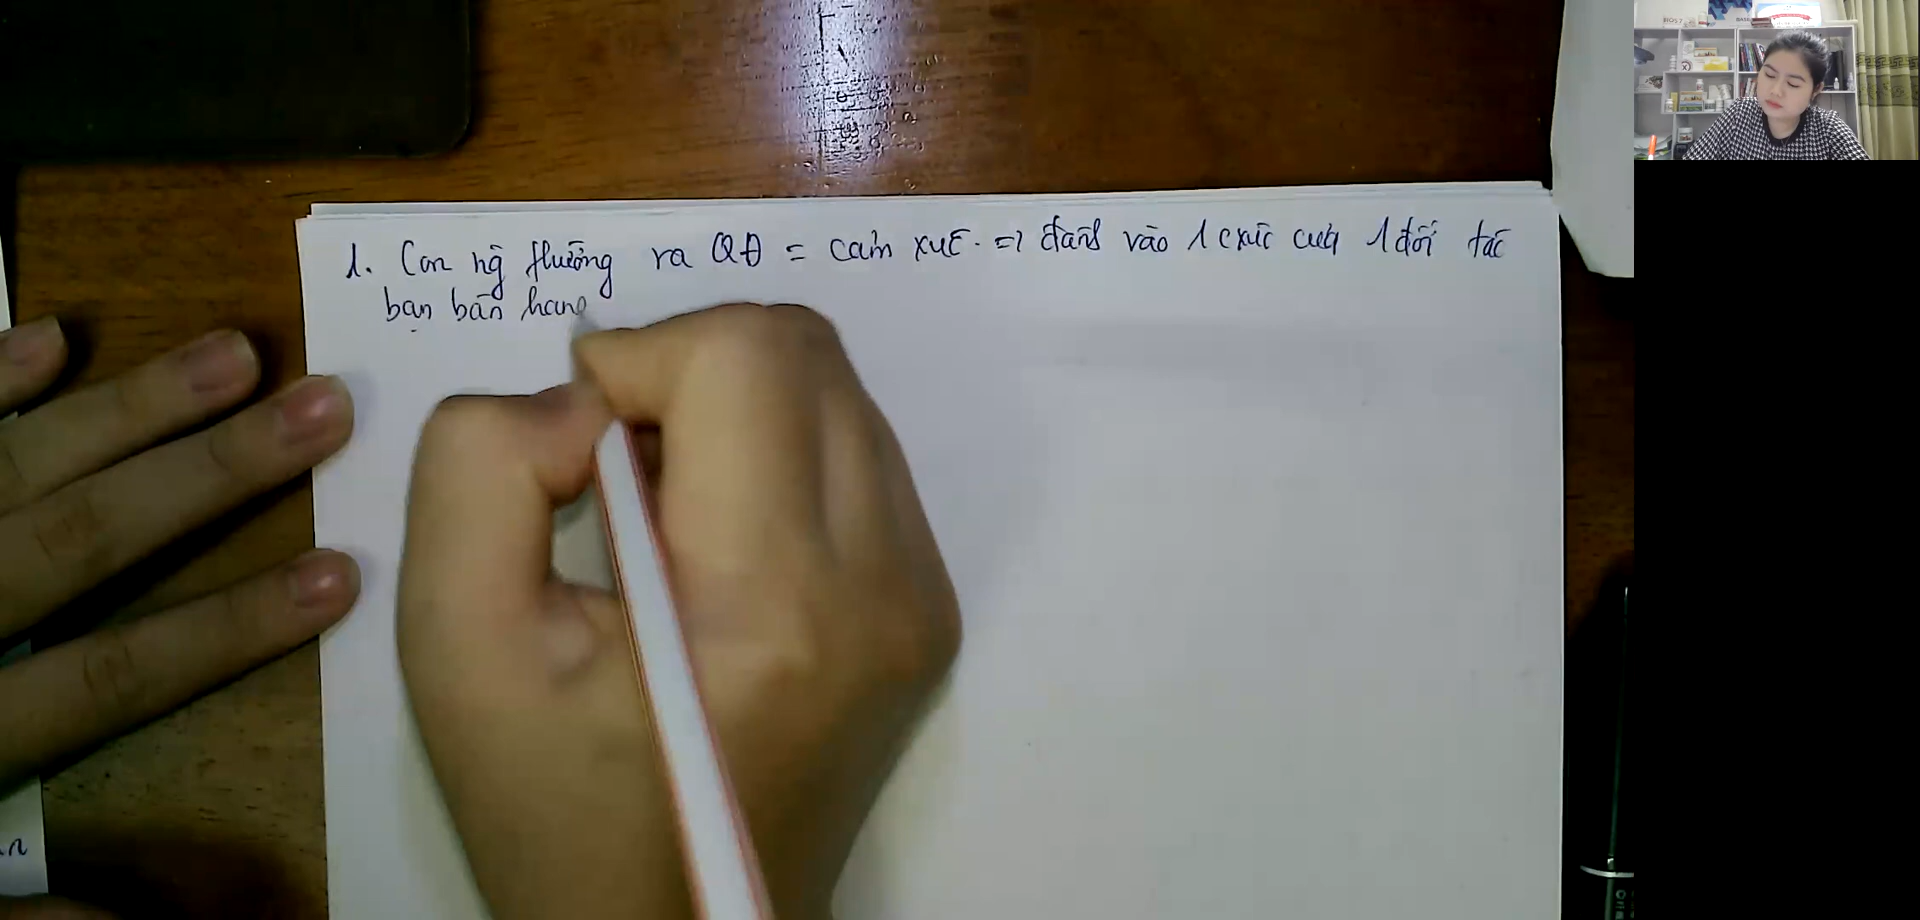 1. Con ng̃ thường ra QĐ = cảm xúc. => đánh vào 1 cxúc của 1 đối tác
bạn bán hàng